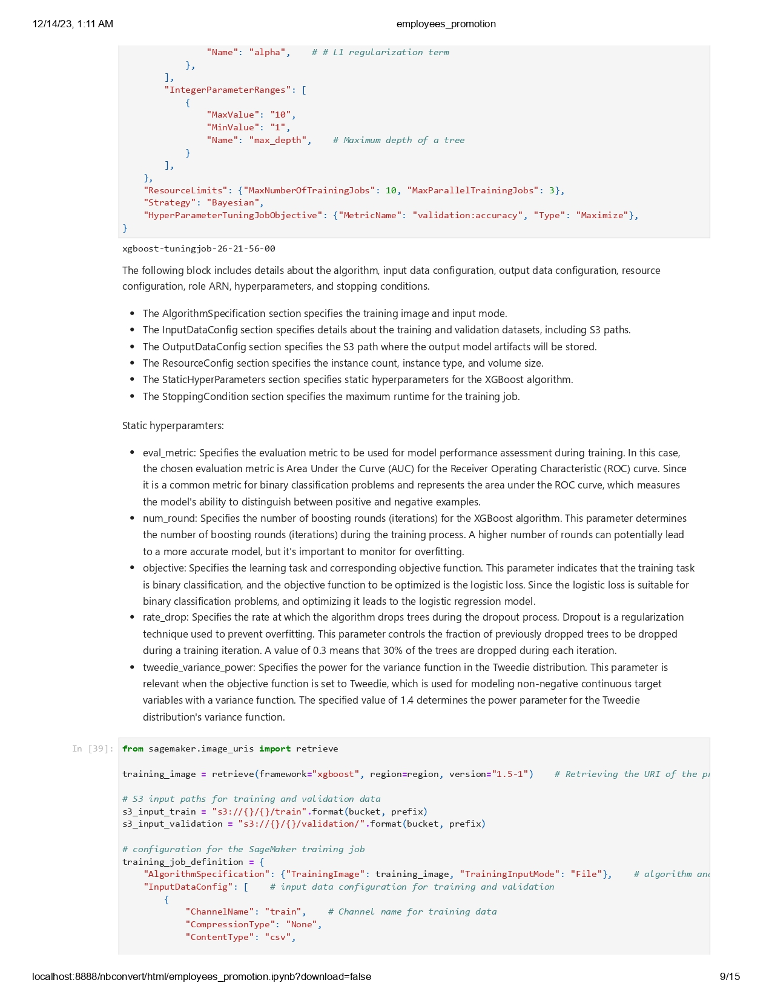 12/14/23, 1:11 AM employees_promotion
"Name": "alpha", # # L1 regularization term
},
],
"IntegerParameterRanges": [
{
"MaxValue": "10",
"MinValue": "1",
"Name": "max_depth", # Maximum depth of a tree
}
],
},
"ResourceLimits": {"MaxNumberOfTrainingJobs": 10, "MaxParallelTrainingJobs": 3},
"Strategy": "Bayesian",
"HyperParameterTuningJobObjective": {"MetricName": "validation:accuracy", "Type": "Maximize"},
}
xgboost-tuningjob-26-21-56-00
The following block includes details about the algorithm, input data configuration, output data configuration, resource
configuration, role ARN, hyperparameters, and stopping conditions.
• The AlgorithmSpecification section specifies the training image and input mode.
• The InputDataConfig section specifies details about the training and validation datasets, including S3 paths.
• The OutputDataConfig section specifies the S3 path where the output model artifacts will be stored.
• The ResourceConfig section specifies the instance count, instance type, and volume size.
• The StaticHyperParameters section specifies static hyperparameters for the XGBoost algorithm.
• The StoppingCondition section specifies the maximum runtime for the training job.
Static hyperparamters:
• eval_metric: Specifies the evaluation metric to be used for model performance assessment during training. In this case,
the chosen evaluation metric is Area Under the Curve (AUC) for the Receiver Operating Characteristic (ROC) curve. Since
it is a common metric for binary classification problems and represents the area under the ROC curve, which measures
the model's ability to distinguish between positive and negative examples.
• num_round: Specifies the number of boosting rounds (iterations) for the XGBoost algorithm. This parameter determines
the number of boosting rounds (iterations) during the training process. A higher number of rounds can potentially lead
to a more accurate model, but it's important to monitor for overfitting.
• objective: Specifies the learning task and corresponding objective function. This parameter indicates that the training task
is binary classification, and the objective function to be optimized is the logistic loss. Since the logistic loss is suitable for
binary classification problems, and optimizing it leads to the logistic regression model.
• rate_drop: Specifies the rate at which the algorithm drops trees during the dropout process. Dropout is a regularization
technique used to prevent overfitting. This parameter controls the fraction of previously dropped trees to be dropped
during a training iteration. A value of 0.3 means that 30% of the trees are dropped during each iteration.
• tweedie_variance_power: Specifies the power for the variance function in the Tweedie distribution. This parameter is
relevant when the objective function is set to Tweedie, which is used for modeling non-negative continuous target
variables with a variance function. The specified value of 1.4 determines the power parameter for the Tweedie
distribution's variance function.
In [39]: from sagemaker.image_uris import retrieve
training_image = retrieve(framework="xgboost", region=region, version="1.5-1") # Retrieving the URI of the
# S3 input paths for training and validation data
s3_input_train = "s3://{}/{}/train".format(bucket, prefix)
s3_input_validation = "s3://{}/{}/validation/".format(bucket, prefix)
# configuration for the SageMaker training job
training_job_definition = {
"AlgorithmSpecification": {"TrainingImage": training_image, "TrainingInputMode": "File"}, # algorithm
"InputDataConfig": [ # input data configuration for training and validation
{
"ChannelName": "train", # Channel name for training data
"CompressionType": "None",
"ContentType": "csv",
localhost:8888/nbconvert/html/employees_promotion.ipynb?download=false 9/15